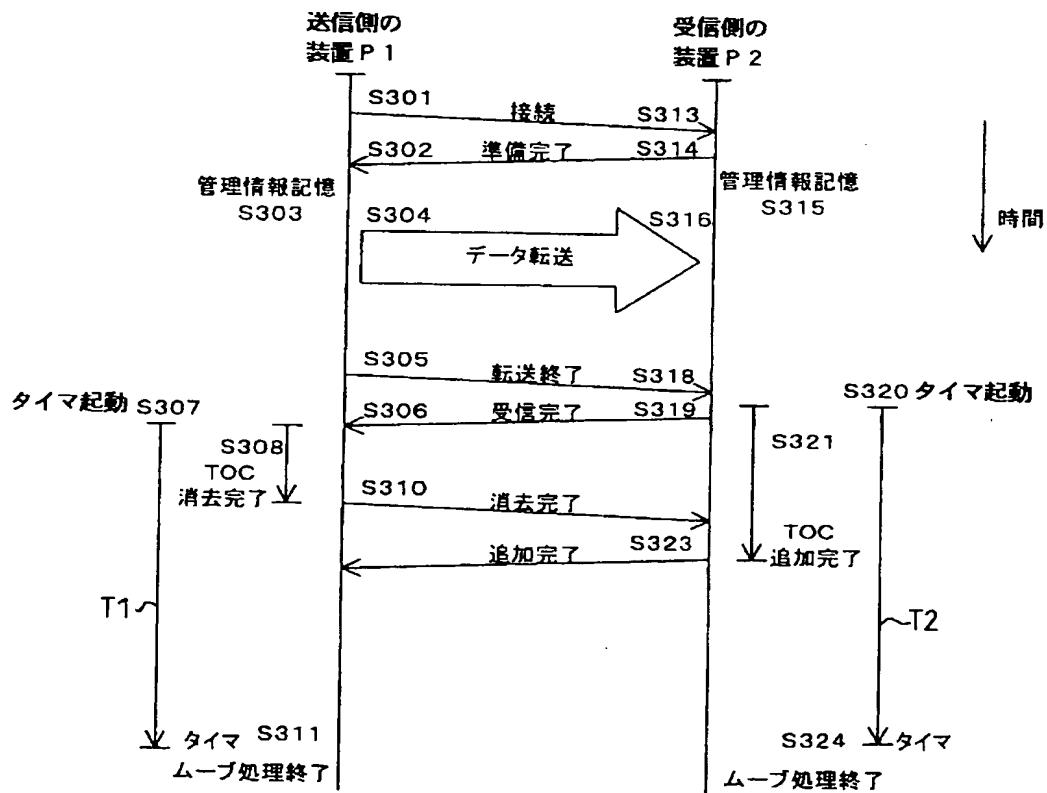 送信側の
装置P1
受信側の
装置P2
S301
接続
S313
S302
準備完了
S314
管理情報記憶
S303
管理情報記憶
S315
時間
S304
S316
データ転送
S305
転送終了
S318
タイマ起動 S307
S306
受信完了
S319
S320 タイマ起動
S308
TOC
消去完了
S321
S310
消去完了
S323
追加完了
TOC
追加完了
T1
T2
タイマ S311
ムーブ処理終了
S324 タイマ
ムーブ処理終了